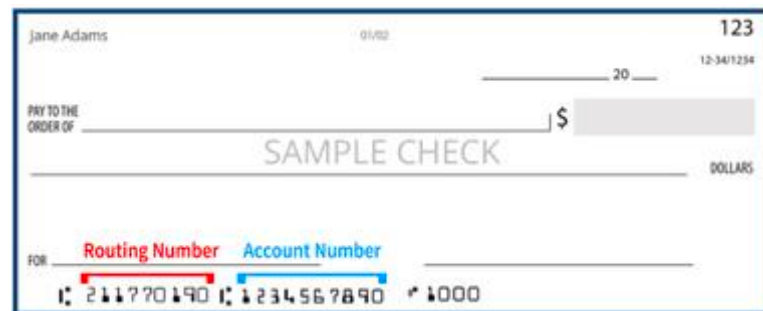 Jane Adams 01/02 123
12-34/1234
20
PAY TO THE
ORDER OF $
SAMPLE CHECK
DOLLARS
Routing Number Account Number
FOR
⑆ 211770190 ⑆ 1234567890 ⑈ 1000